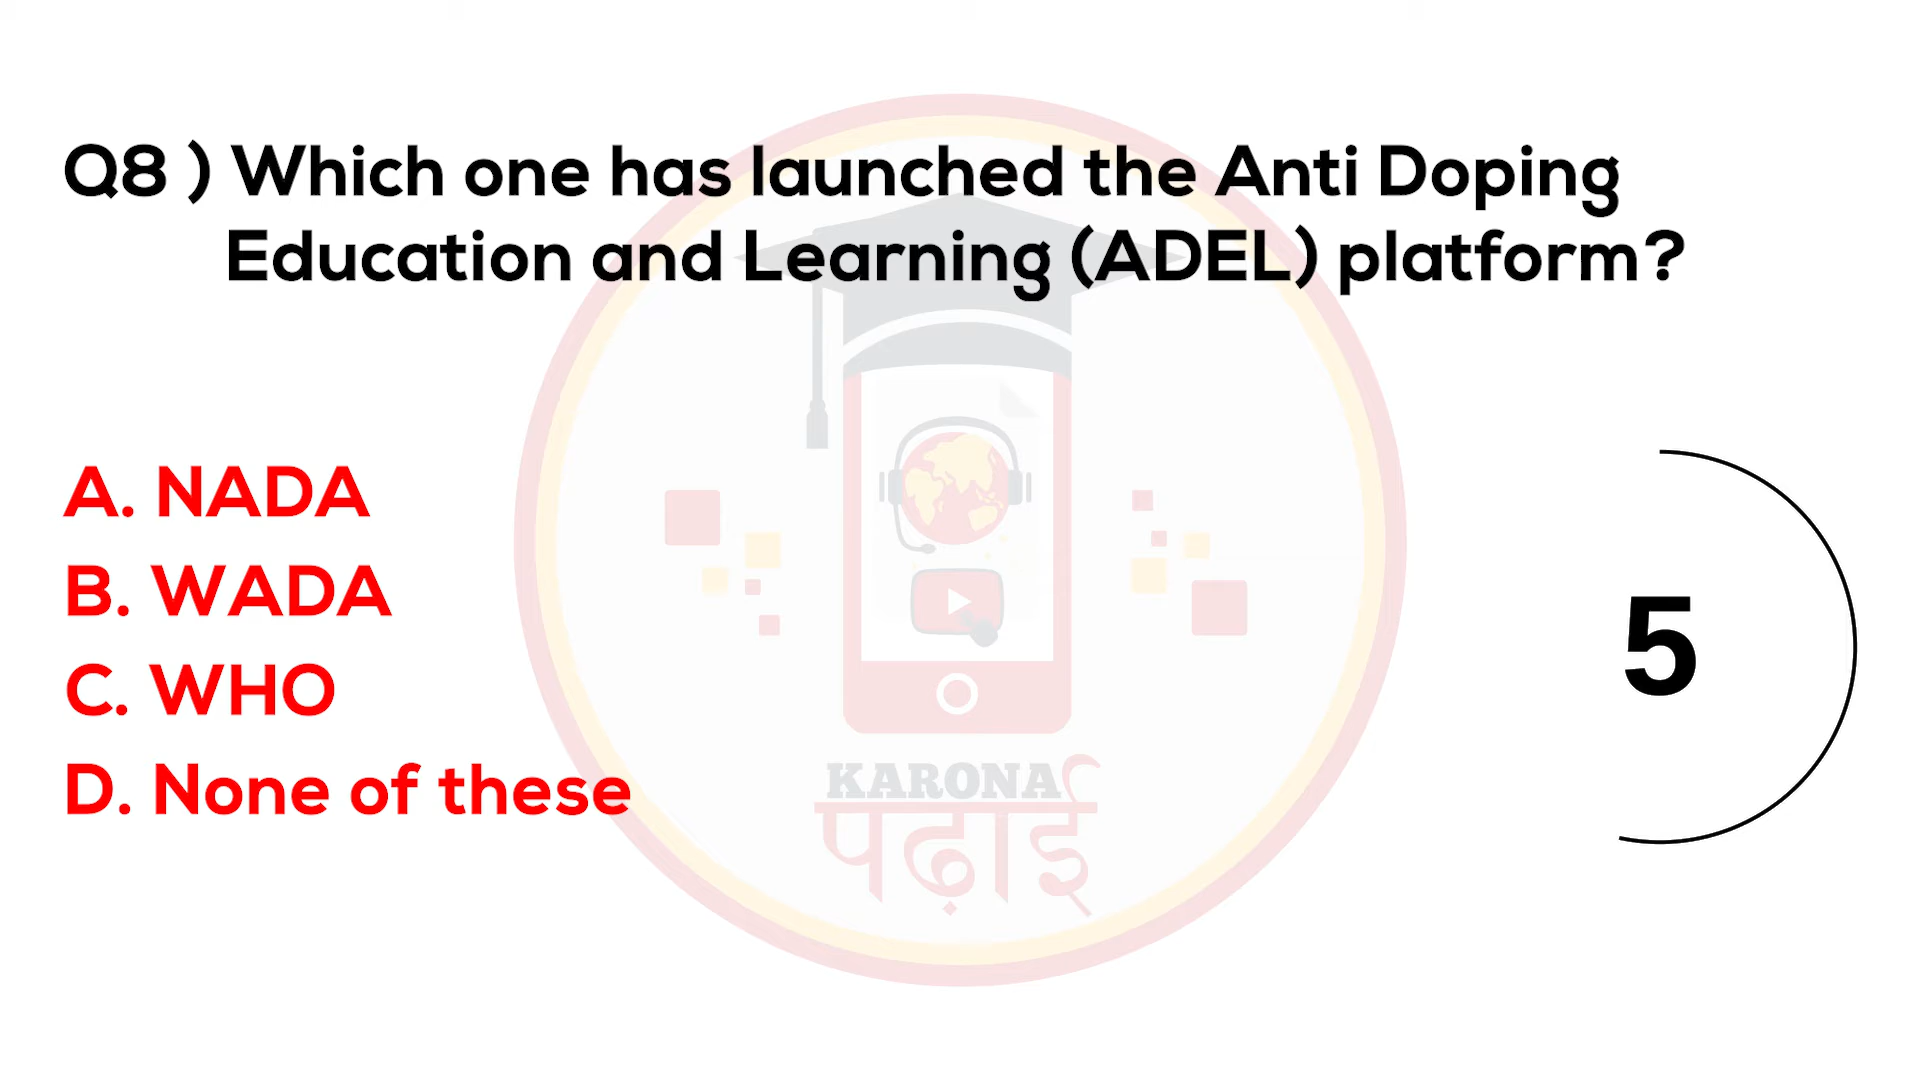 Q8 ) Which one has launched the Anti Doping
Education and Learning (ADEL) platform?
A. NADA
B. WADA
C. WHO
D. None of these
5
KARONA
पढ़ाई